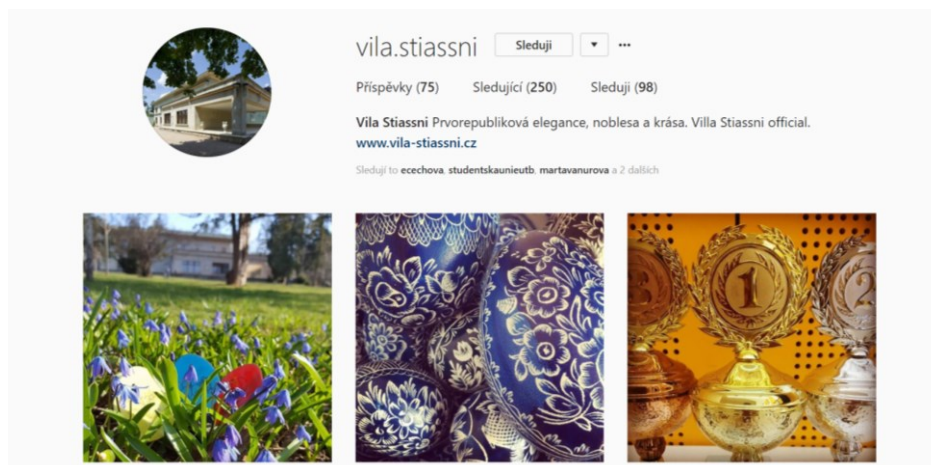 vila.stiassni Sleduji ▼ •••
Příspěvky (75) Sledující (250) Sleduji (98)
Vila Stiassni Prvorepubliková elegance, noblesa a krása. Villa Stiassni official.
www.vila-stiassni.cz
Sledují to ecechova, studentskaunieutb, martavanurova a 2 dalších
3 1 2